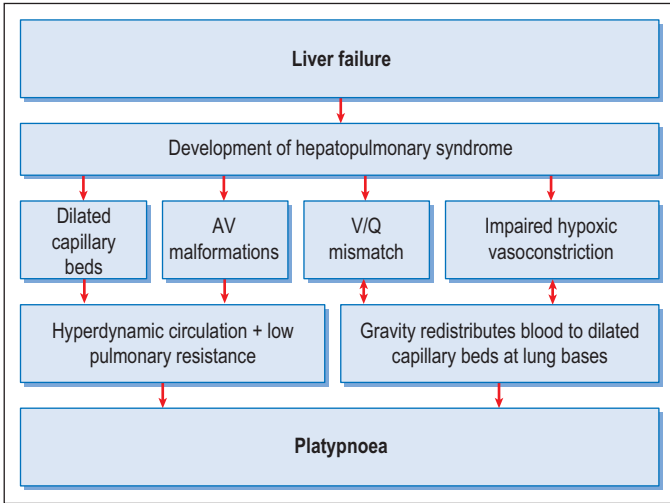 Liver failure
Development of hepatopulmonary syndrome
Dilated
capillary
beds
AV
malformations
V/Q
mismatch
Impaired hypoxic
vasoconstriction
Hyperdynamic circulation + low
pulmonary resistance
Gravity redistributes blood to dilated
capillary beds at lung bases
Platypnoea